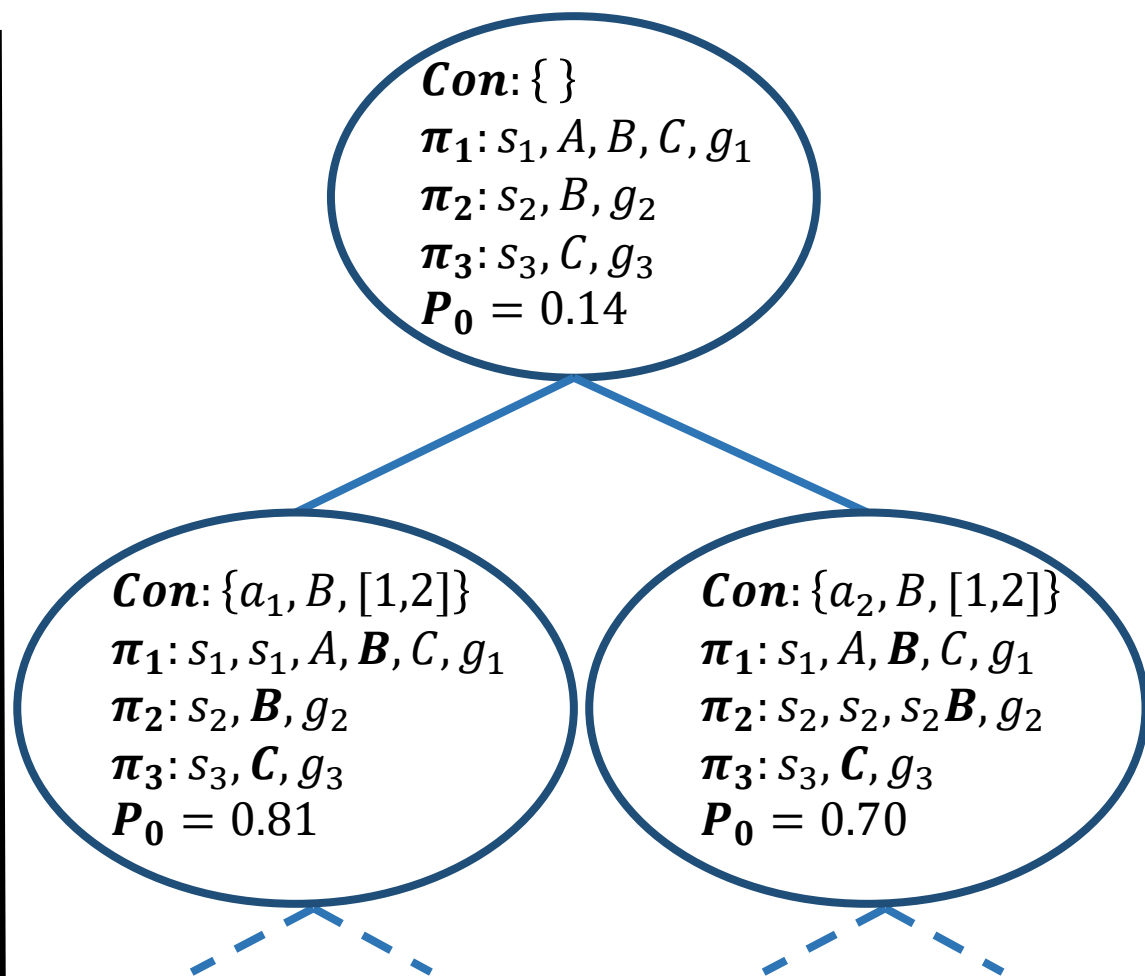 Con: { }
π₁: s₁, A, B, C, g₁
π₂: s₂, B, g₂
π₃: s₃, C, g₃
P₀ = 0.14
Con: {a₁, B, [1,2]}
π₁: s₁, s₁, A, B, C, g₁
π₂: s₂, B, g₂
π₃: s₃, C, g₃
P₀ = 0.81
Con: {a₂, B, [1,2]}
π₁: s₁, A, B, C, g₁
π₂: s₂, s₂, s₂B, g₂
π₃: s₃, C, g₃
P₀ = 0.70